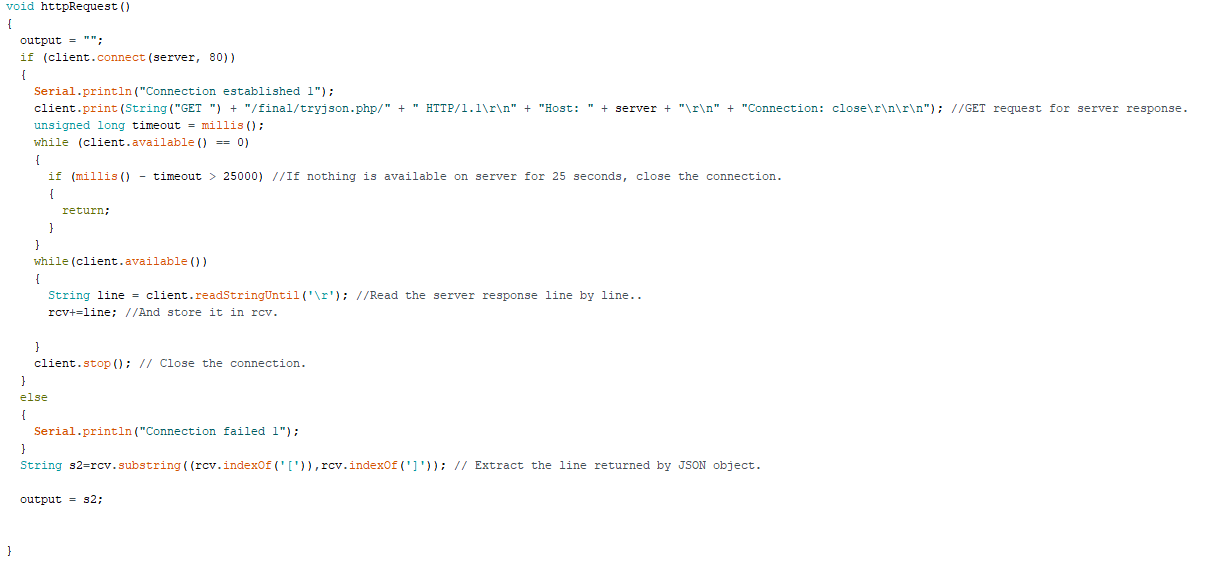 void httpRequest()
{
  output = "";
  if (client.connect(server, 80))
  {
    Serial.println("Connection established 1");
    client.print(String("GET ") + "/final/tryjson.php/" + " HTTP/1.1\r\n" + "Host: " + server + "\r\n" + "Connection: close\r\n\r\n"); //GET request for server response.
    unsigned long timeout = millis();
    while (client.available() == 0)
    {
      if (millis() - timeout > 25000) //If nothing is available on server for 25 seconds, close the connection.
      {
        return;
      }
    }
    while(client.available())
    {
      String line = client.readStringUntil('\r'); //Read the server response line by line..
      rcv+=line; //And store it in rcv.

    }
    client.stop(); // Close the connection.
  }
  else
  {
    Serial.println("Connection failed 1");
  }
  String s2=rcv.substring((rcv.indexOf('[')),rcv.indexOf(']')); // Extract the line returned by JSON object.

  output = s2;


}